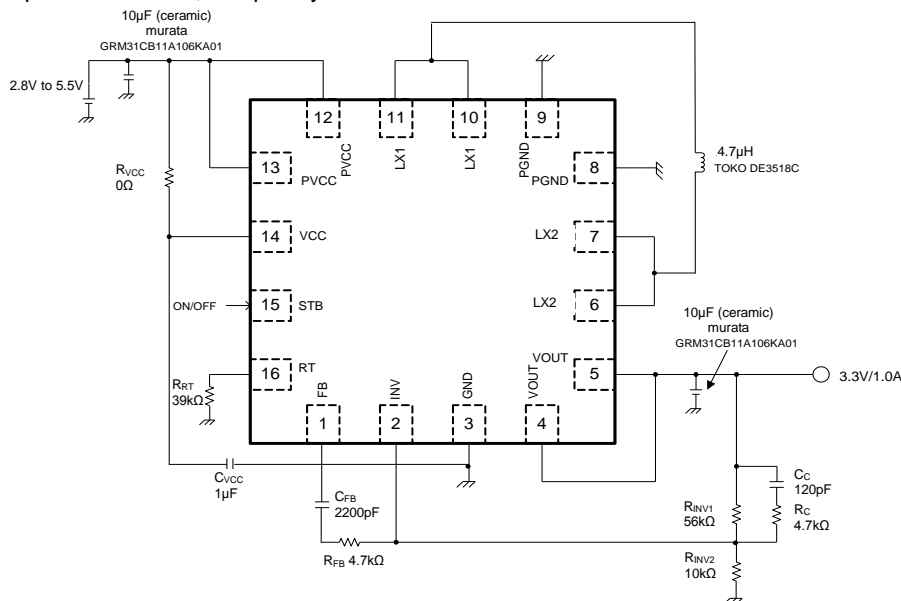 10µF (ceramic)
murata
GRM31CB11A106KA01
2.8V to 5.5V
RVCC
0Ω
12
11
10
9
PVCC
LX1
LX1
PGND
13
PVCC
8
PGND
4.7µH
TOKO DE3518C
14
VCC
7
LX2
ON/OFF
15
STB
6
LX2
10µF (ceramic)
murata
GRM31CB11A106KA01
16
RT
VOUT
5
3.3V/1.0A
RRT
39kΩ
FB
INV
GND
VOUT
1
2
3
4
CVCC
1µF
CFB
2200pF
RFB 4.7kΩ
RINV1
56kΩ
CC
120pF
RC
4.7kΩ
RINV2
10kΩ